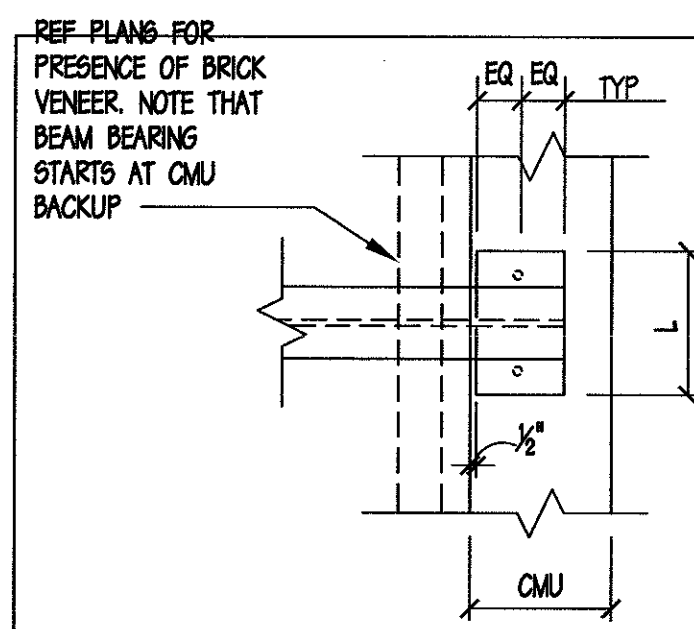 REF PLANS FOR
PRESENCE OF BRICK
VENEER. NOTE THAT
BEAM BEARING
STARTS AT CMU
BACKUP
EQ EQ TYP
L
½"
CMU